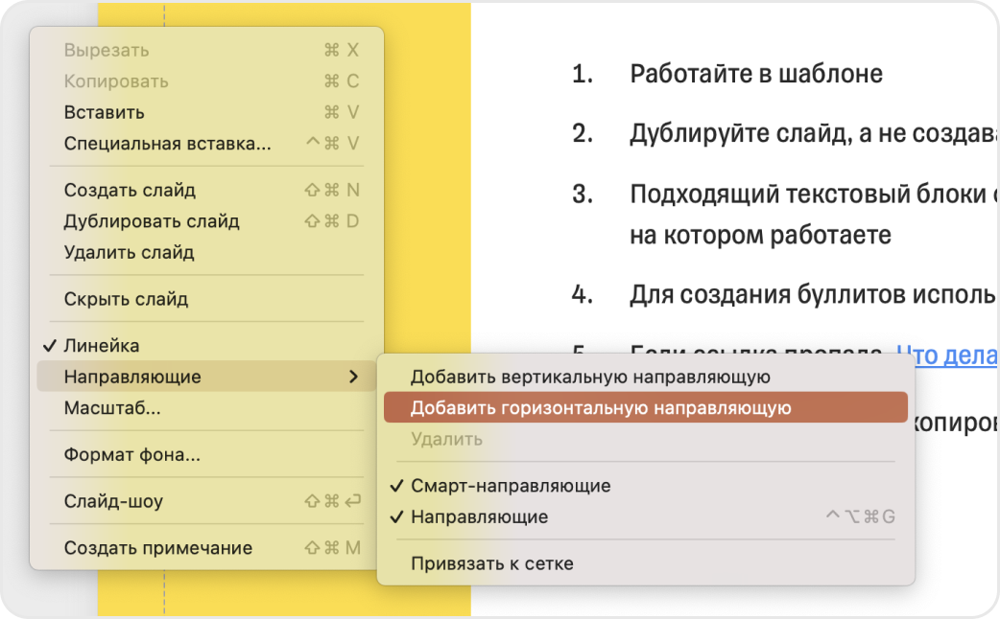 Вырезать ⌘ X
Копировать ⌘ C
Вставить ⌘ V
Специальная вставка... ^⌘ V
Создать слайд ⇧⌘ N
Дублировать слайд ⇧⌘ D
Удалить слайд
Скрыть слайд
✓ Линейка
Направляющие >
Масштаб...
Формат фона...
Слайд-шоу ⇧⌘↩
Создать примечание ⇧⌘ M
Добавить вертикальную направляющую
Добавить горизонтальную направляющую
Удалить
✓ Смарт-направляющие
✓ Направляющие ^⌥⌘G
Привязать к сетке
1. Работайте в шаблоне
2. Дублируйте слайд, а не создава
3. Подходящий текстовый блоки
на котором работаете
4. Для создания буллитов исполь
5. Если ссылка пропала Что дела
копиров